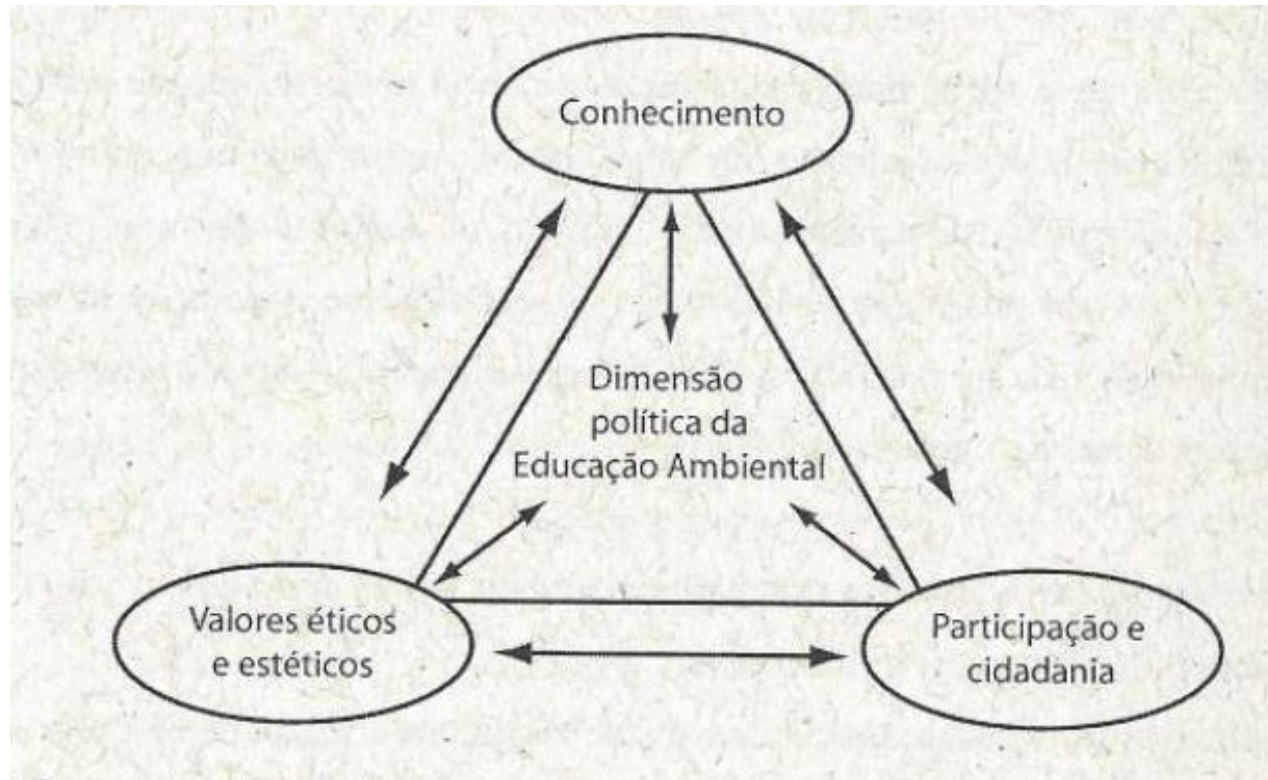 Conhecimento
Dimensão
política da
Educação Ambiental
Valores éticos
e estéticos
Participação e
cidadania